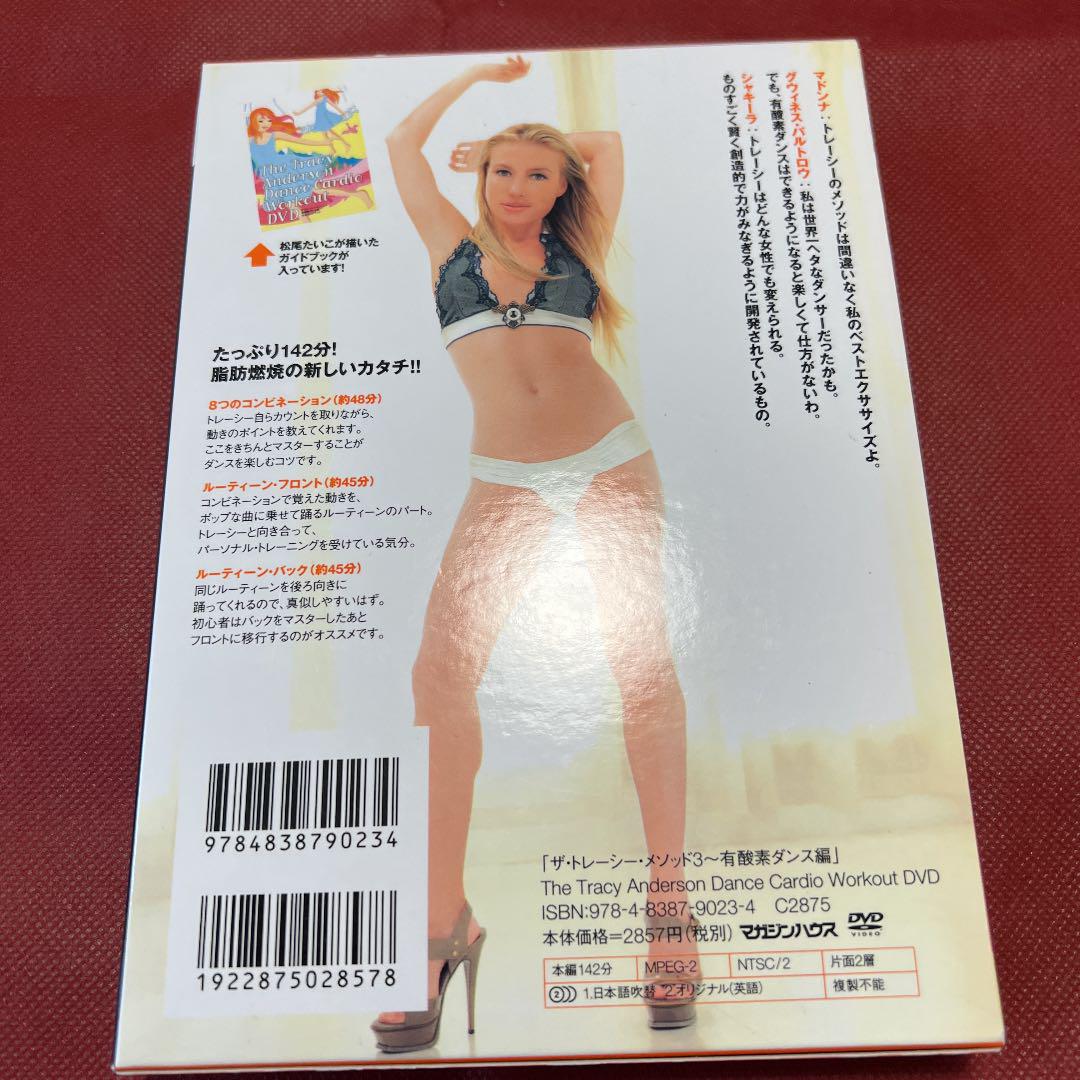 マドンナ：トレーシーのメソッドは間違いなく私のベストエクササイズよ。
グウィネス・パルトロウ：私は世界一ヘタなダンサーだったかも。
でも、有酸素ダンスはできるようになると楽しくて仕方がないわ。
シャキーラ：トレーシーはどんな女性でも変えられる。
ものすごく賢く創造的で力がみなぎるように開発されているもの。
The Tracy
Anderson
Dance Cardio
Workout
DVD
松尾たいこが描いた
ガイドブックが
入っています!
たっぷり142分!
脂肪燃焼の新しいカタチ!!
8つのコンビネーション(約48分)
トレーシー自らカウントを取りながら、
動きのポイントを教えてくれます。
ここをきちんとマスターすることが
ダンスを楽しむコツです。
ルーティーン・フロント(約45分)
コンビネーションで覚えた動きを、
ポップな曲に乗せて踊るルーティーンのパート。
トレーシーと向き合って、
パーソナル・トレーニングを受けている気分。
ルーティーン・バック(約45分)
同じルーティーンを後ろ向きに
踊ってくれるので、真似しやすいはず。
初心者はバックをマスターしたあと
フロントに移行するのがオススメです。
9784838790234
1922875028578
「ザ・トレーシー・メソッド3〜有酸素ダンス編」
The Tracy Anderson Dance Cardio Workout DVD
ISBN:978-4-8387-9023-4 C2875
本体価格=2857円(税別) マガジンハウス DVD VIDEO
本編142分 MPEG-2 NTSC/2 片面2層
2 1.日本語吹替 2.オリジナル(英語) 複製不能